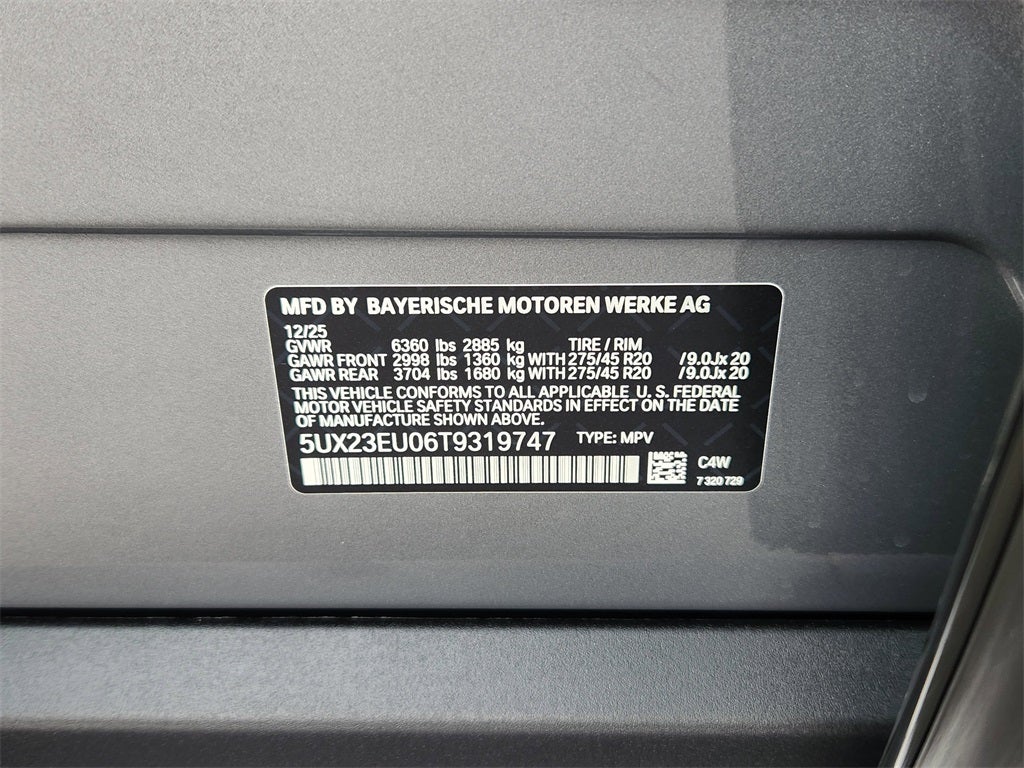 MFD BY BAYERISCHE MOTOREN WERKE AG
12/25
GVWR 6360 lbs 2885 kg TIRE / RIM
GAWR FRONT 2998 lbs 1360 kg WITH 275/45 R20 /9.0Jx20
GAWR REAR 3704 lbs 1680 kg WITH 275/45 R20 /9.0Jx20
THIS VEHICLE CONFORMS TO ALL APPLICABLE U. S. FEDERAL
MOTOR VEHICLE SAFETY STANDARDS IN EFFECT ON THE DATE
OF MANUFACTURE SHOWN ABOVE.
5UX23EU06T9319747 TYPE: MPV
C4W
7 320 729